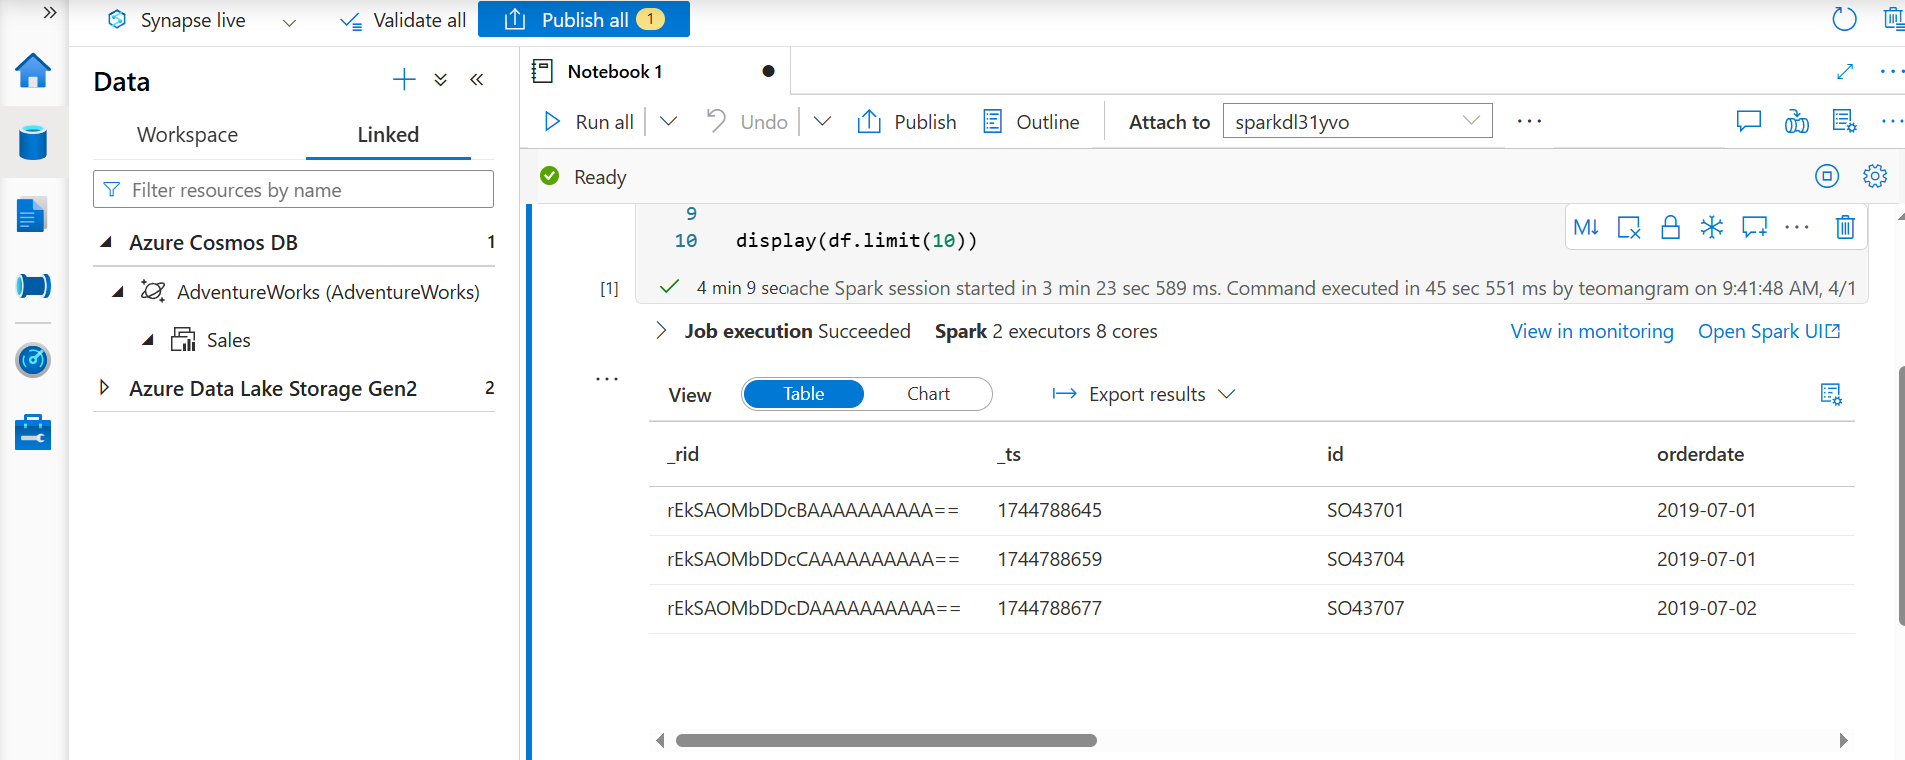 Synapse live
Validate all
Publish all 1
Data
Workspace
Linked
Filter resources by name
Azure Cosmos DB 1
AdventureWorks (AdventureWorks)
Sales
Azure Data Lake Storage Gen2 2
Notebook 1
Run all
Undo
Publish
Outline
Attach to
sparkdl31yvo
Ready
9
10 display(df.limit(10))
M↓
[1] 4 min 9 secache Spark session started in 3 min 23 sec 589 ms. Command executed in 45 sec 551 ms by teomangram on 9:41:48 AM, 4/1
Job execution Succeeded Spark 2 executors 8 cores
View in monitoring
Open Spark UI
View
Table
Chart
Export results
_rid _ts id orderdate
rEkSAOMbDDcBAAAAAAAAAA== 1744788645 SO43701 2019-07-01
rEkSAOMbDDcCAAAAAAAAAA== 1744788659 SO43704 2019-07-01
rEkSAOMbDDcDAAAAAAAAAA== 1744788677 SO43707 2019-07-02